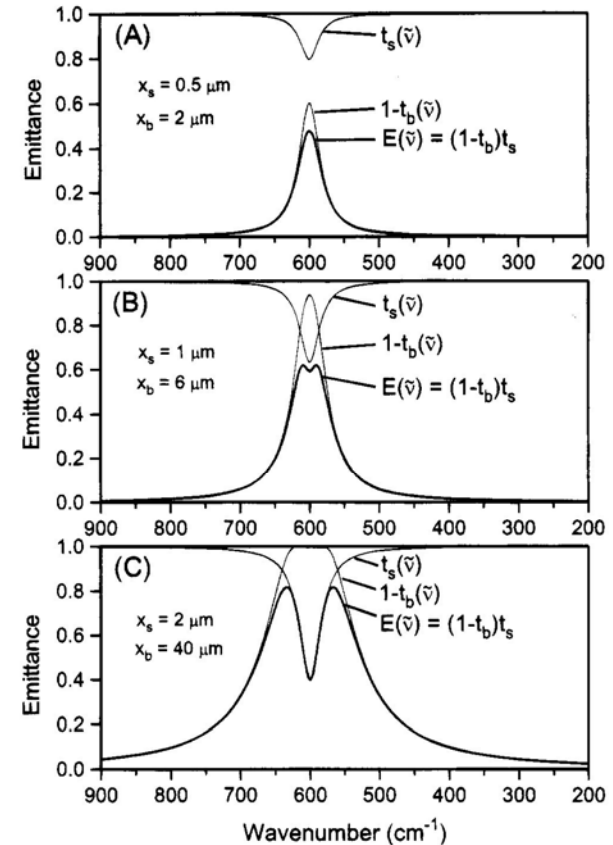 (A)
t_s(ṽ)
x_s = 0.5 μm
x_b = 2 μm
1-t_b(ṽ)
E(ṽ) = (1-t_b)t_s
Emittance
1.0
0.8
0.6
0.4
0.2
0.0
900 800 700 600 500 400 300 200
(B)
t_s(ṽ)
1-t_b(ṽ)
x_s = 1 μm
x_b = 6 μm
E(ṽ) = (1-t_b)t_s
Emittance
1.0
0.8
0.6
0.4
0.2
0.0
900 800 700 600 500 400 300 200
(C)
t_s(ṽ)
1-t_b(ṽ)
x_s = 2 μm
x_b = 40 μm
E(ṽ) = (1-t_b)t_s
Emittance
1.0
0.8
0.6
0.4
0.2
0.0
900 800 700 600 500 400 300 200
Wavenumber (cm⁻¹)